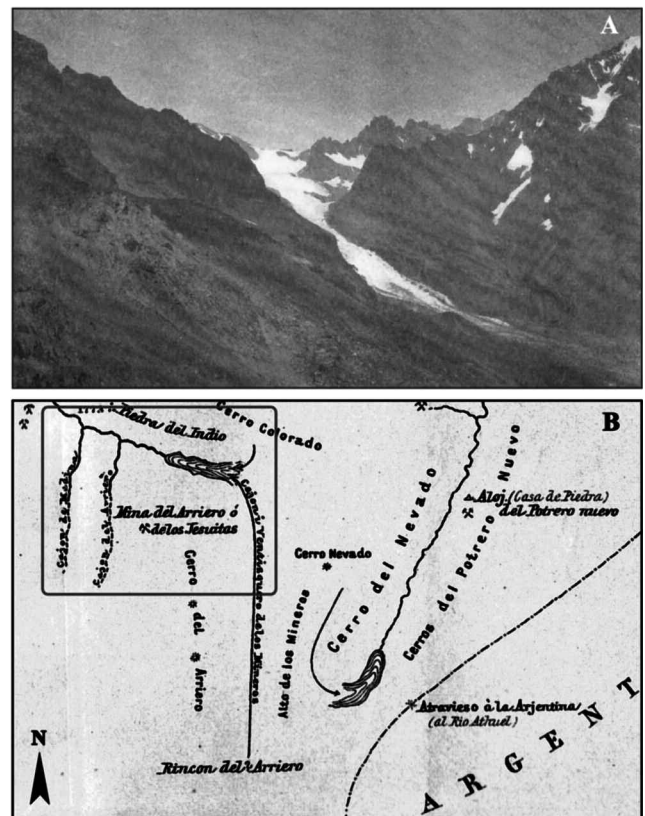 A
B
Cerro Colorado
Piedra del Indio
Mina del Arriero ó
de los Jesuitas
Cerro Nevado
Cerro del Nevado
Cerros del Potrero Nuevo
Aloj. (Casa de Piedra)
del Potrero nuevo
Cerro del Arriero
Alto de los Mineros
Atravieso à la Arjentina
(al Rio Athuel)
ARGENT
N
Rincon del Arriero